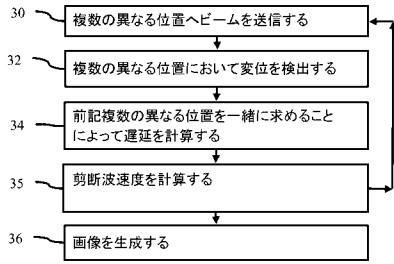 30
複数の異なる位置へビームを送信する
32
複数の異なる位置において変位を検出する
34
前記複数の異なる位置を一緒に求めること
によって遅延を計算する
35
剪断波速度を計算する
36
画像を生成する